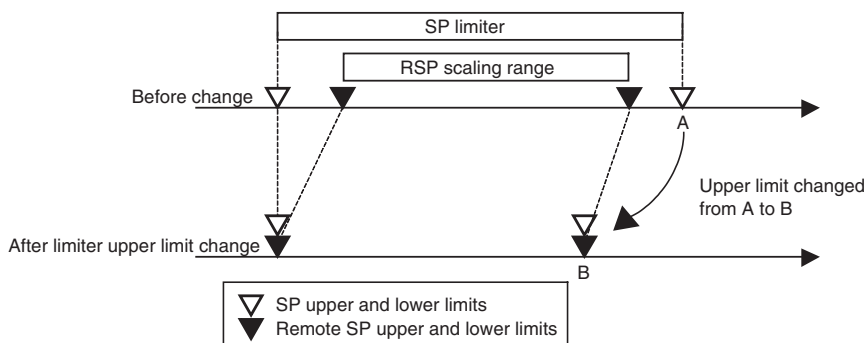 SP limiter
RSP scaling range
Before change
A
Upper limit changed
from A to B
After limiter upper limit change
B
SP upper and lower limits
Remote SP upper and lower limits